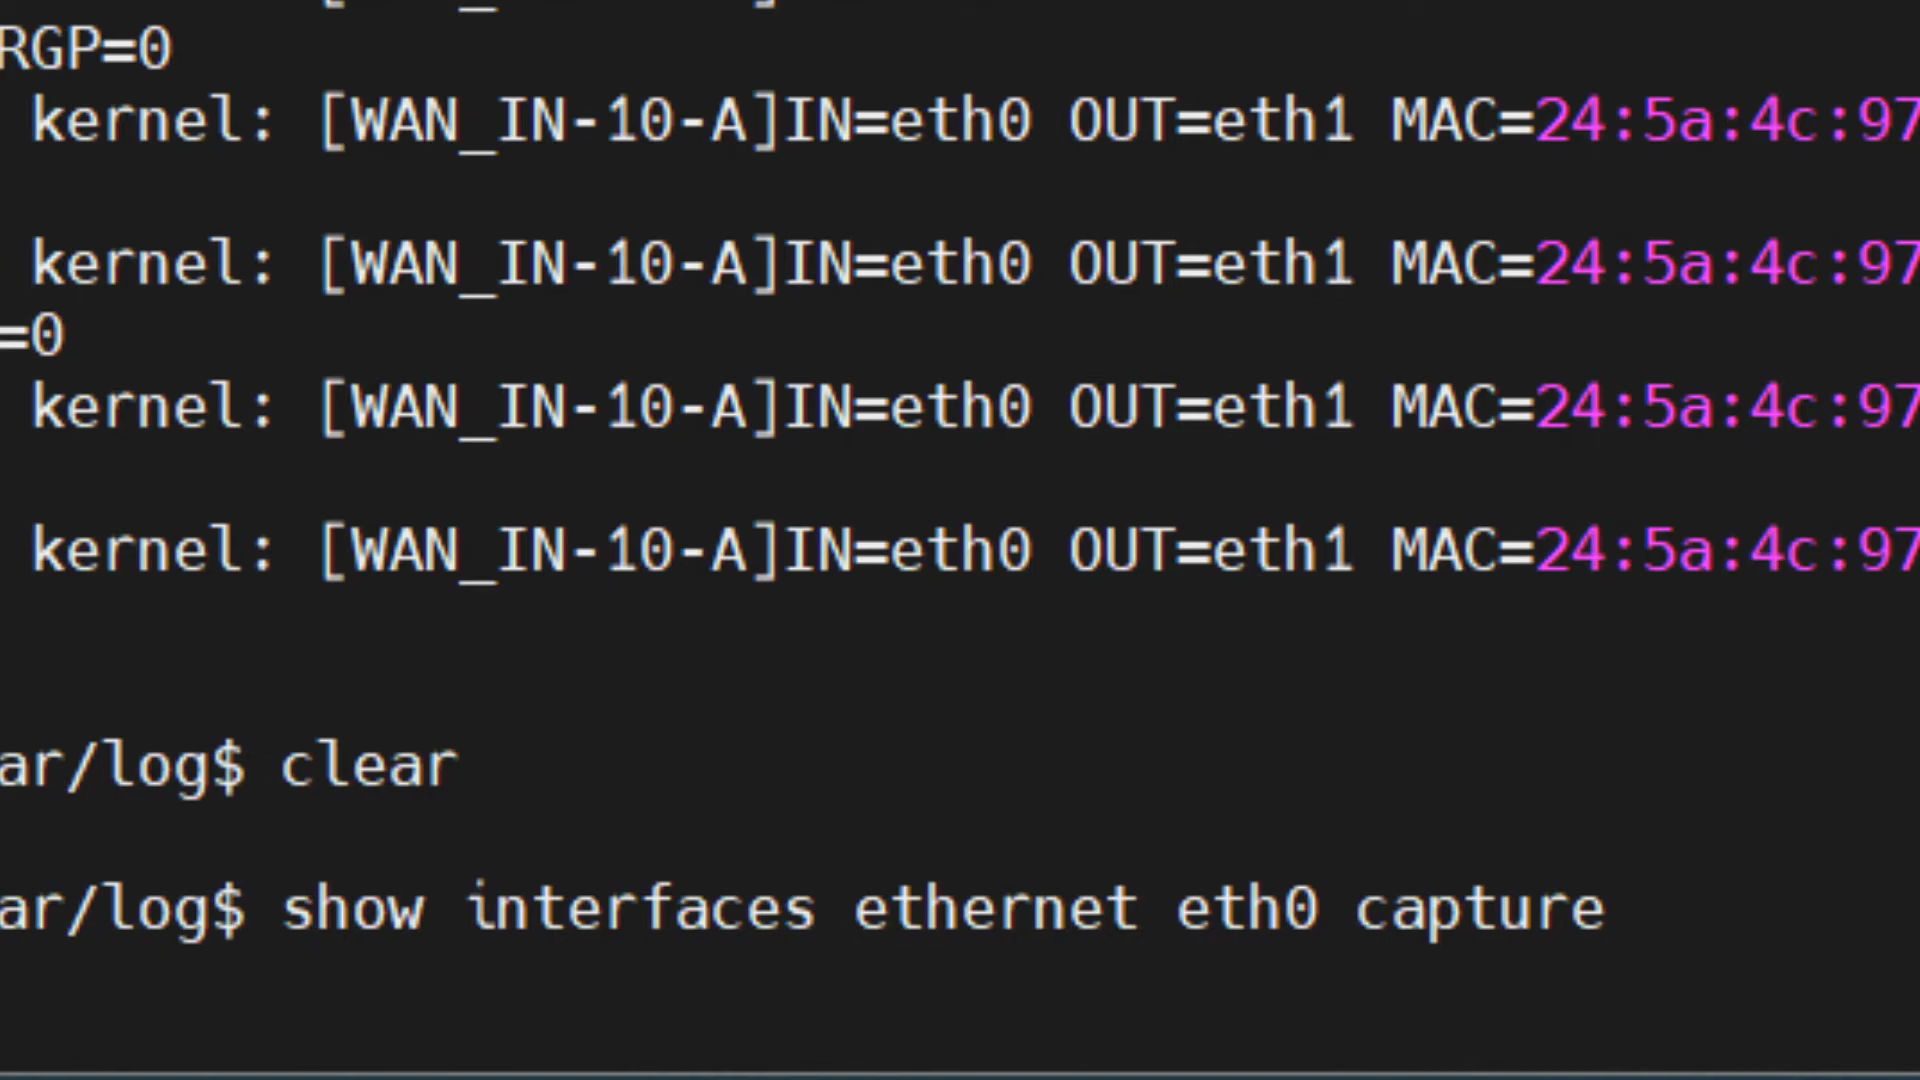 RGP=0
kernel: [WAN_IN-10-A]IN=eth0 OUT=eth1 MAC=24:5a:4c:97
kernel: [WAN_IN-10-A]IN=eth0 OUT=eth1 MAC=24:5a:4c:97
=0
kernel: [WAN_IN-10-A]IN=eth0 OUT=eth1 MAC=24:5a:4c:97
kernel: [WAN_IN-10-A]IN=eth0 OUT=eth1 MAC=24:5a:4c:97
ar/log$ clear
ar/log$ show interfaces ethernet eth0 capture